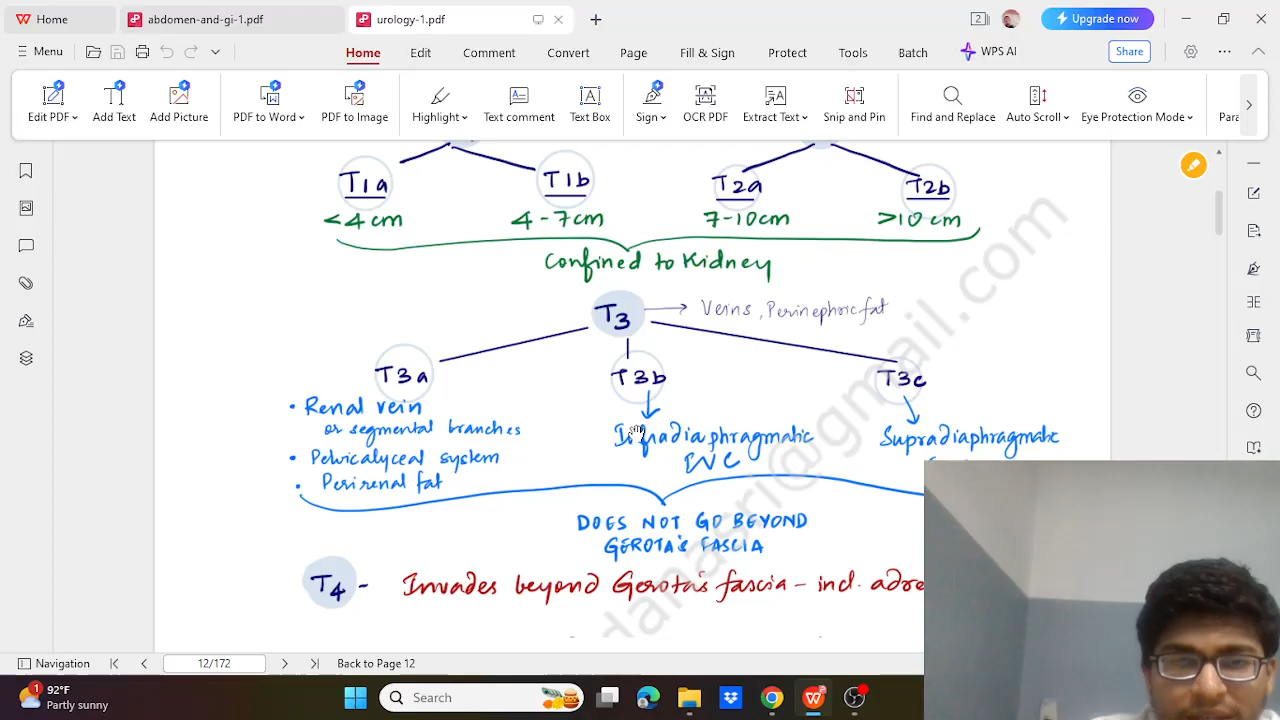 Home
abdomen-and-gi-1.pdf
urology-1.pdf
2
Upgrade now
Menu
Home
Edit
Comment
Convert
Page
Fill & Sign
Protect
Tools
Batch
WPS AI
Share
Edit PDF
Add Text
Add Picture
PDF to Word
PDF to Image
Highlight
Text comment
Text Box
Sign
OCR PDF
Extract Text
Snip and Pin
Find and Replace
Auto Scroll
Eye Protection Mode
Para
T1a
T1b
T2a
T2b
<4 cm
4-7cm
7-10cm
>10 cm
Confined to Kidney
T3 → Veins, Perinephric fat
T3a
T3b
T3c
• Renal vein
or segmental branches
• Pelvicalyceal system
• Perirenal fat
Infradiaphragmatic
IVC
Supradiaphragmatic
DOES NOT GO BEYOND
GEROTA'S FASCIA
T4 - Invades beyond Gerota's fascia - incl. adre
danasri@gmail.com
Navigation
12/172
Back to Page 12
1
92°F
Partly sunny
Search